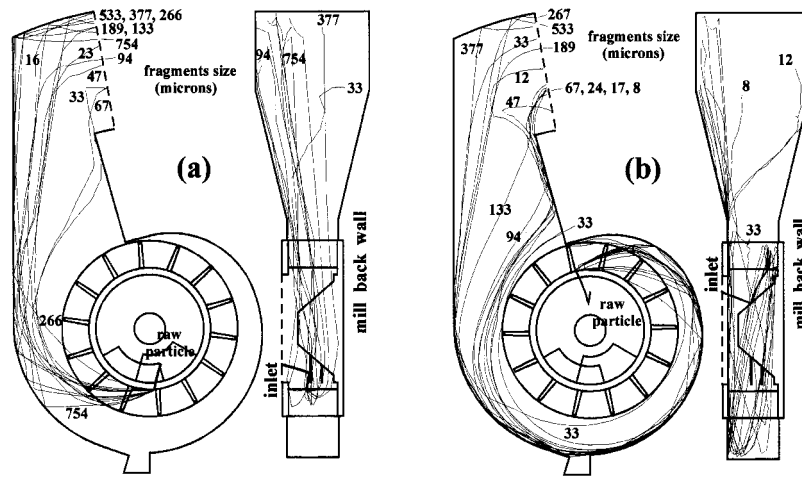 533, 377, 266
189, 133
754
16
23
94
47
33
67
fragments size
(microns)
(a)
266
raw
particle
754
377
94
754
33
inlet
mill back wall
267
533
377
33
189
12
47
67, 24, 17, 8
fragments size
(microns)
(b)
133
94
33
raw
particle
33
12
8
33
inlet
mill back wall